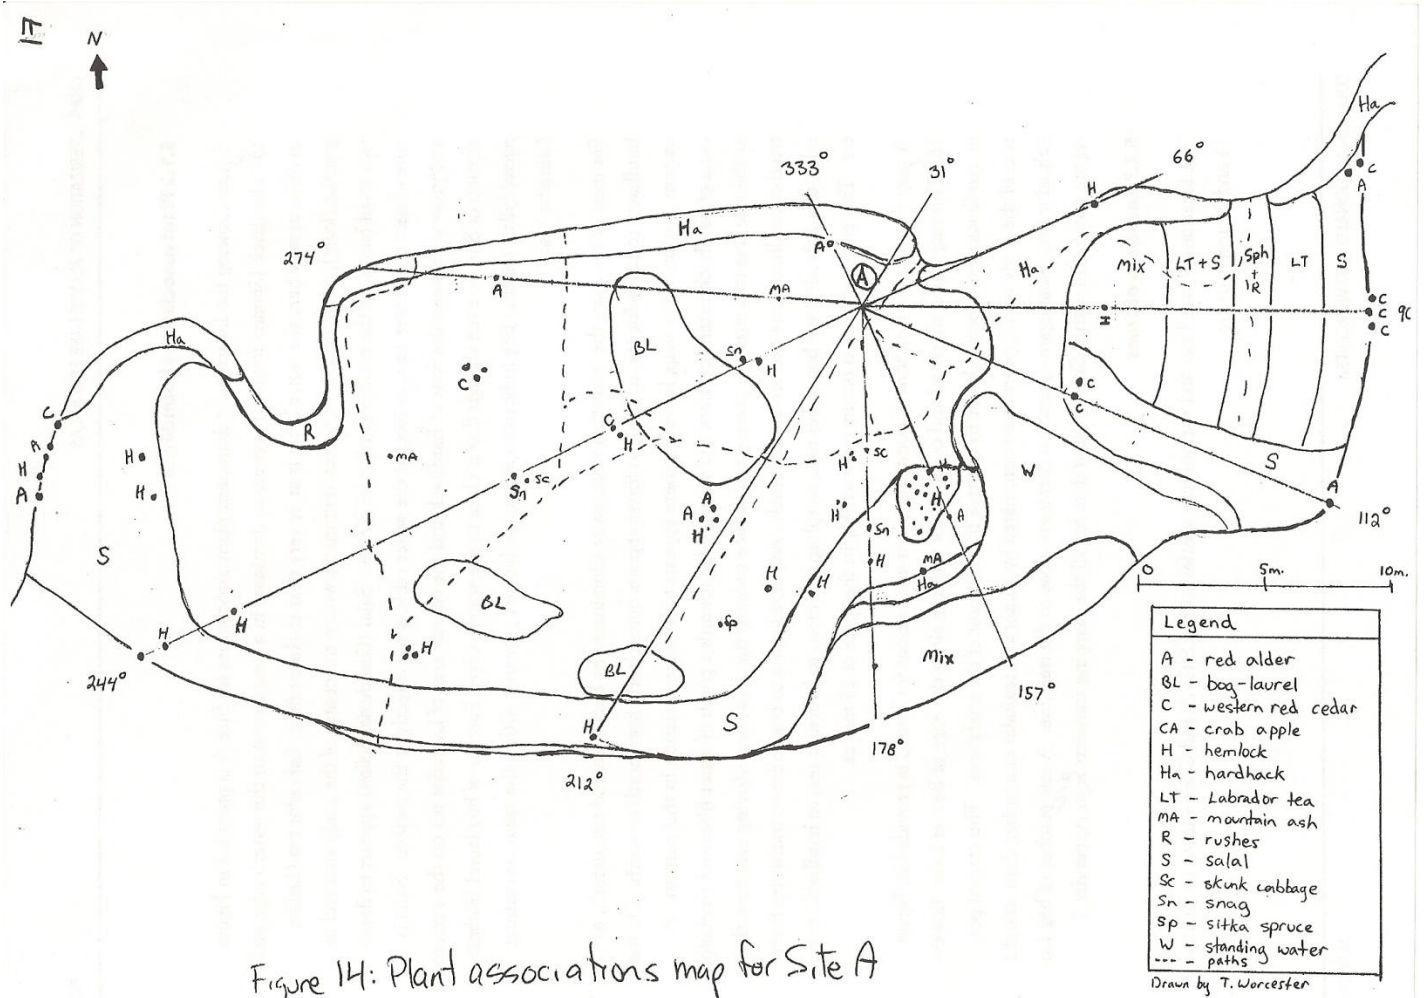 17
N
Ha
C
A
333°
31°
66°
H
Ha
A
A
274°
A
MA
Ha
Mix
LT+S
Sph
+
R
LT
S
H
C
C
C
90
BL
Sn
H
C
Ha
C
A
H
A
R
MA
H
H
C
H
Sn
Sc
H
SC
C
C
W
S
A
112°
A
A
H
H
H
H
A
Sn
H
MA
Ha
H
H
Sp
S
BL
H
H
H
244°
BL
H
212°
S
Mix
178°
157°
0
5m.
10m.
Legend
A - red alder
BL - bog-laurel
C - western red cedar
CA - crab apple
H - hemlock
Ha - hardhack
LT - Labrador tea
MA - mountain ash
R - rushes
S - salal
Sc - skunk cabbage
Sn - snag
Sp - sitka spruce
W - standing water
--- - paths
Drawn by T. Worcester
Figure 14: Plant associations map for Site A